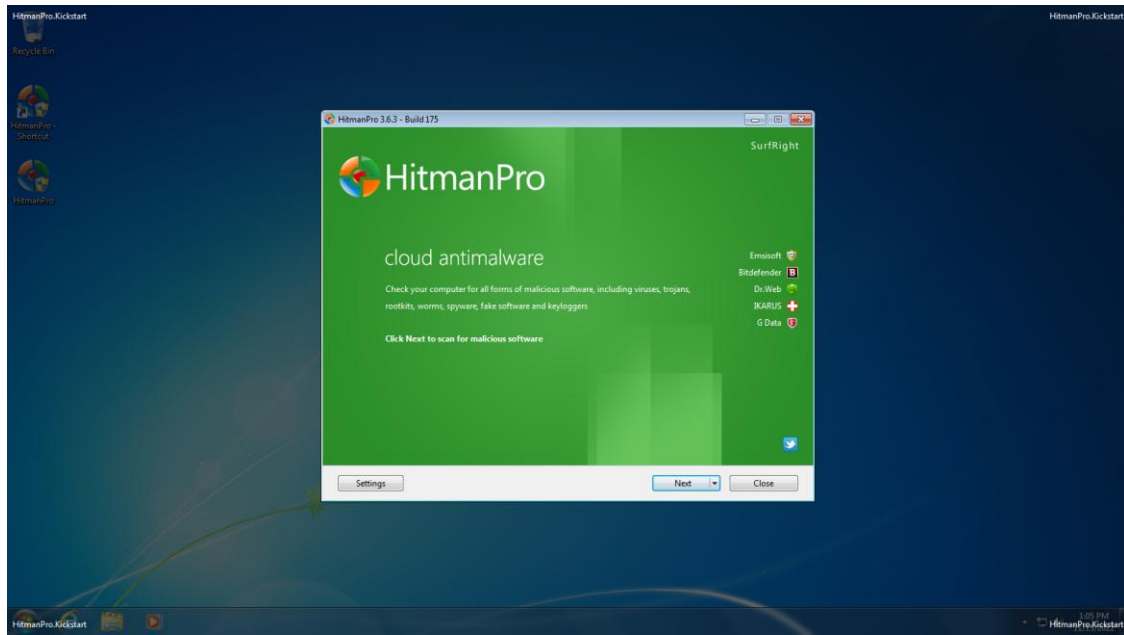 HitmanPro.Kickstart
HitmanPro.Kickstart
Recycle Bin
HitmanPro -
Shortcut
HitmanPro
HitmanPro 3.6.3 - Build 175
SurfRight
HitmanPro
cloud antimalware
Check your computer for all forms of malicious software, including viruses, trojans,
rootkits, worms, spyware, fake software and keyloggers
Click Next to scan for malicious software
Emsisoft
Bitdefender
B
Dr.Web
IKARUS
G Data
Settings
Next
Close
HitmanPro.Kickstart
1:05 PM
HitmanPro.Kickstart